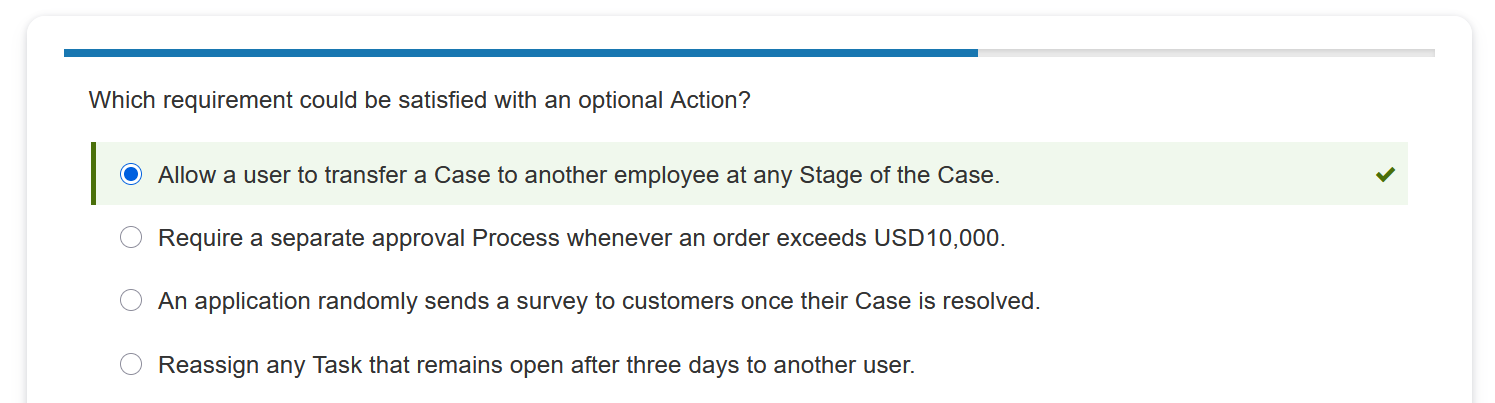 Which requirement could be satisfied with an optional Action?
Allow a user to transfer a Case to another employee at any Stage of the Case.
Require a separate approval Process whenever an order exceeds USD10,000.
An application randomly sends a survey to customers once their Case is resolved.
Reassign any Task that remains open after three days to another user.